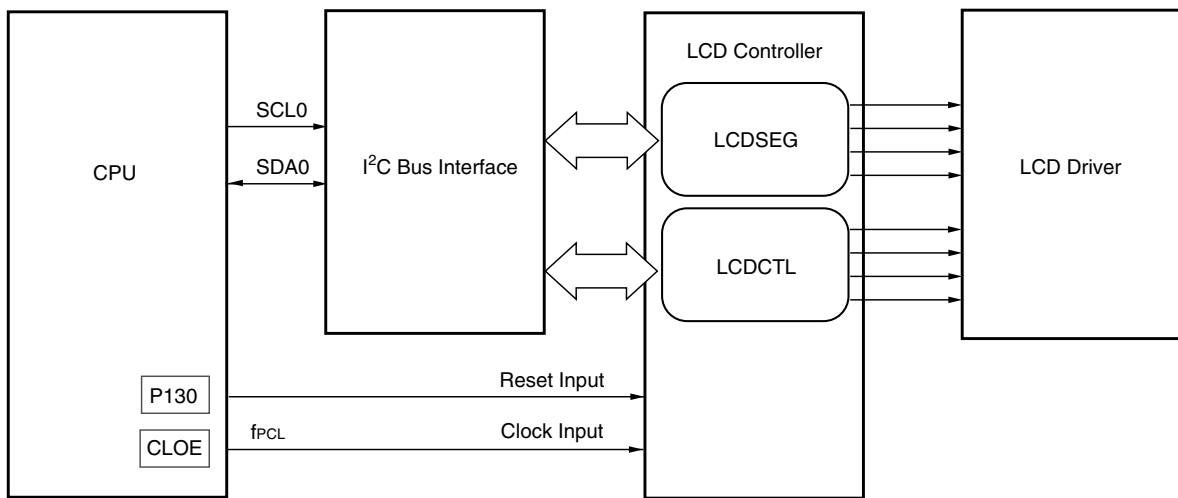 CPU
SCL0
SDA0
I²C Bus Interface
LCD Controller
LCDSEG
LCDCTL
LCD Driver
P130
Reset Input
CLOE
fPCL
Clock Input